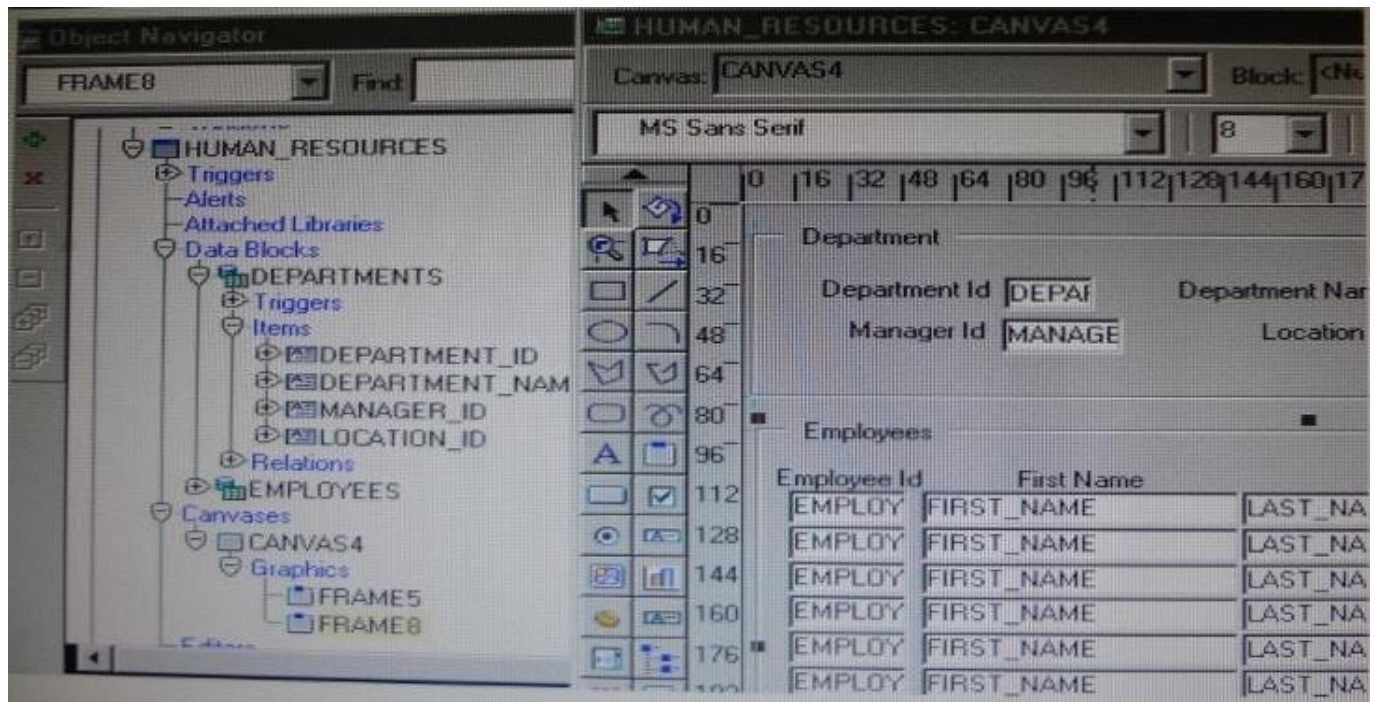 Object Navigator
FRAME8
Find:
HUMAN_RESOURCES
Triggers
Alerts
Attached Libraries
Data Blocks
DEPARTMENTS
Triggers
Items
DEPARTMENT_ID
DEPARTMENT_NAM
MANAGER_ID
LOCATION_ID
Relations
EMPLOYEES
Canvases
CANVAS4
Graphics
FRAME5
FRAME8
HUMAN_RESOURCES: CANVAS4
Canvas: CANVAS4 Block: <Nu
MS Sans Serif 8
0 16 32 48 64 80 96 112 128 144 160 17
0
16
32
48
64
80
96
112
128
144
160
176
Department
Department Id DEPAR Department Nar
Manager Id MANAGE Location
Employees
Employee Id First Name
EMPLOY FIRST_NAME LAST_NA
EMPLOY FIRST_NAME LAST_NA
EMPLOY FIRST_NAME LAST_NA
EMPLOY FIRST_NAME LAST_NA
EMPLOY FIRST_NAME LAST_NA
EMPLOY FIRST_NAME LAST_NA